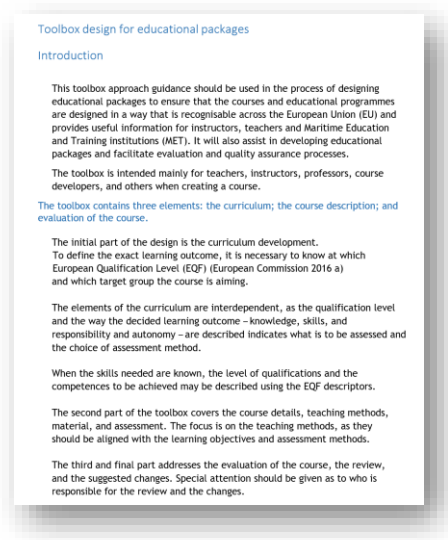 Toolbox design for educational packages
Introduction
This toolbox approach guidance should be used in the process of designing
educational packages to ensure that the courses and educational programmes
are designed in a way that is recognisable across the European Union (EU) and
provides useful information for instructors, teachers and Maritime Education
and Training institutions (MET). It will also assist in developing educational
packages and facilitate evaluation and quality assurance processes.
The toolbox is intended mainly for teachers, instructors, professors, course
developers, and others when creating a course.
The toolbox contains three elements: the curriculum; the course description; and
evaluation of the course.
The initial part of the design is the curriculum development.
To define the exact learning outcome, it is necessary to know at which
European Qualification Level (EQF) (European Commission 2016 a)
and which target group the course is aiming.
The elements of the curriculum are interdependent, as the qualification level
and the way the decided learning outcome – knowledge, skills, and
responsibility and autonomy – are described indicates what is to be assessed and
the choice of assessment method.
When the skills needed are known, the level of qualifications and the
competences to be achieved may be described using the EQF descriptors.
The second part of the toolbox covers the course details, teaching methods,
material, and assessment. The focus is on the teaching methods, as they
should be aligned with the learning objectives and assessment methods.
The third and final part addresses the evaluation of the course, the review,
and the suggested changes. Special attention should be given as to who is
responsible for the review and the changes.